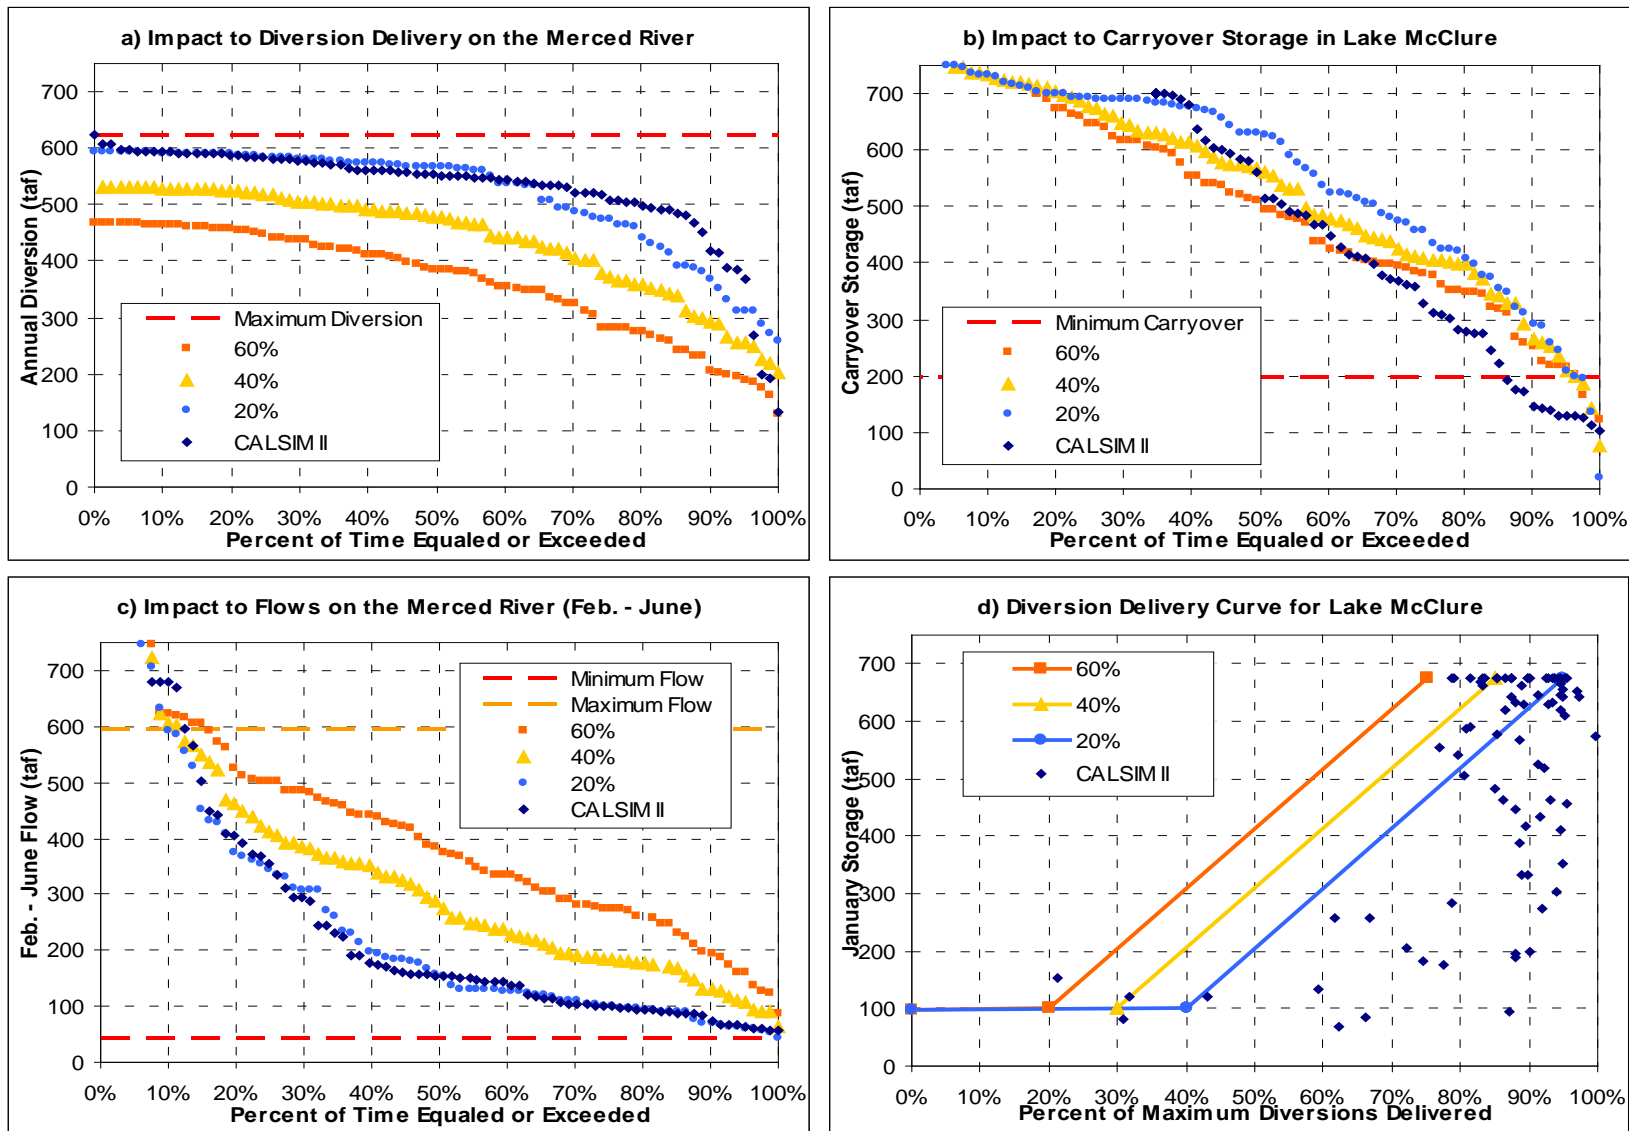 a) Impact to Diversion Delivery on the Merced River
Annual Diversion (taf)
700
600
500
400
300
200
100
0
Maximum Diversion
60%
40%
20%
CALSIM II
0% 10% 20% 30% 40% 50% 60% 70% 80% 90% 100%
Percent of Time Equaled or Exceeded
b) Impact to Carryover Storage in Lake McClure
Carryover Storage (taf)
700
600
500
400
300
200
100
0
Minimum Carryover
60%
40%
20%
CALSIM II
0% 10% 20% 30% 40% 50% 60% 70% 80% 90% 100%
Percent of Time Equaled or Exceeded
c) Impact to Flows on the Merced River (Feb. - June)
Feb. - June Flow (taf)
700
600
500
400
300
200
100
0
Minimum Flow
Maximum Flow
60%
40%
20%
CALSIM II
0% 10% 20% 30% 40% 50% 60% 70% 80% 90% 100%
Percent of Time Equaled or Exceeded
d) Diversion Delivery Curve for Lake McClure
January Storage (taf)
700
600
500
400
300
200
100
0
60%
40%
20%
CALSIM II
0% 10% 20% 30% 40% 50% 60% 70% 80% 90% 100%
Percent of Maximum Diversions Delivered